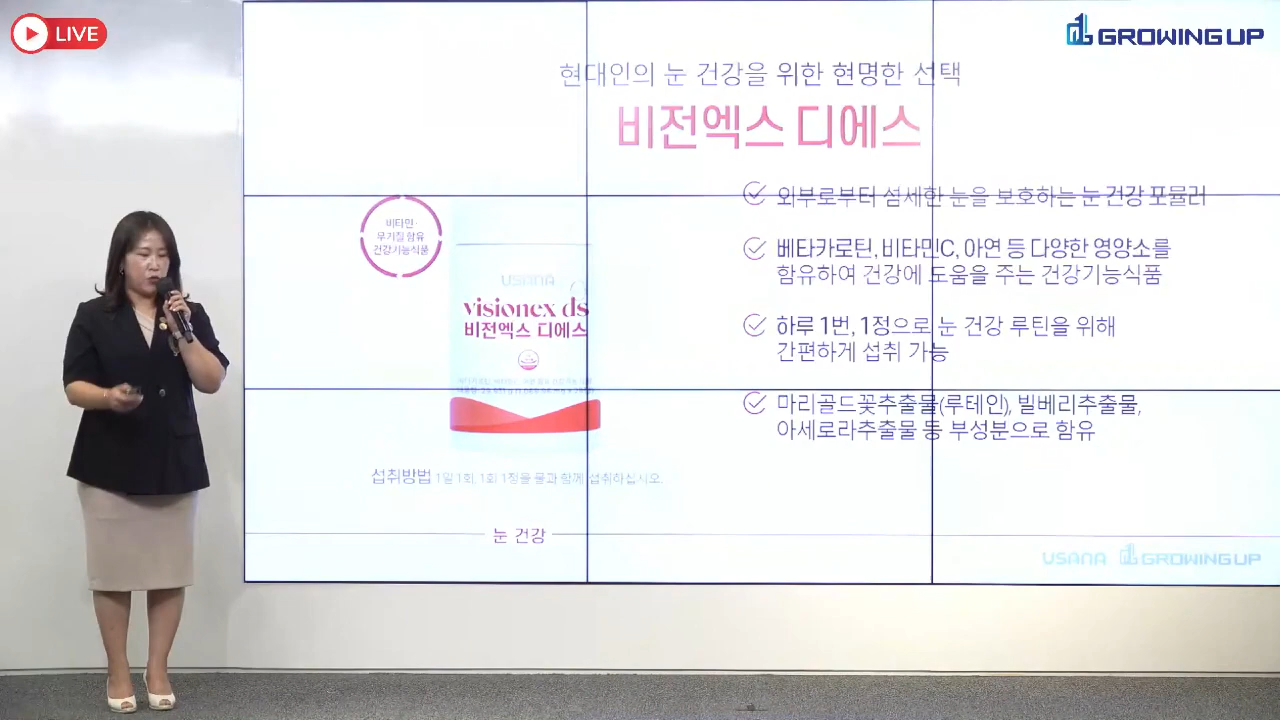 LIVE
GROWING UP
현대인의 눈 건강을 위한 현명한 선택
비전엑스 디에스
비타민·
무기질 함유
건강기능식품
USANA
visionex ds
비전엑스 디에스
외부로부터 섬세한 눈을 보호하는 눈 건강 포뮬러
베타카로틴, 비타민C, 아연 등 다양한 영양소를
함유하여 건강에 도움을 주는 건강기능식품
하루 1번, 1정으로 눈 건강 루틴을 위해
간편하게 섭취 가능
마리골드꽃추출물(루테인), 빌베리추출물,
아세로라추출물 등 부성분으로 함유
섭취방법 1일 1회, 1회 1정을 물과 함께 섭취하십시오.
눈 건강
USANA GROWING UP